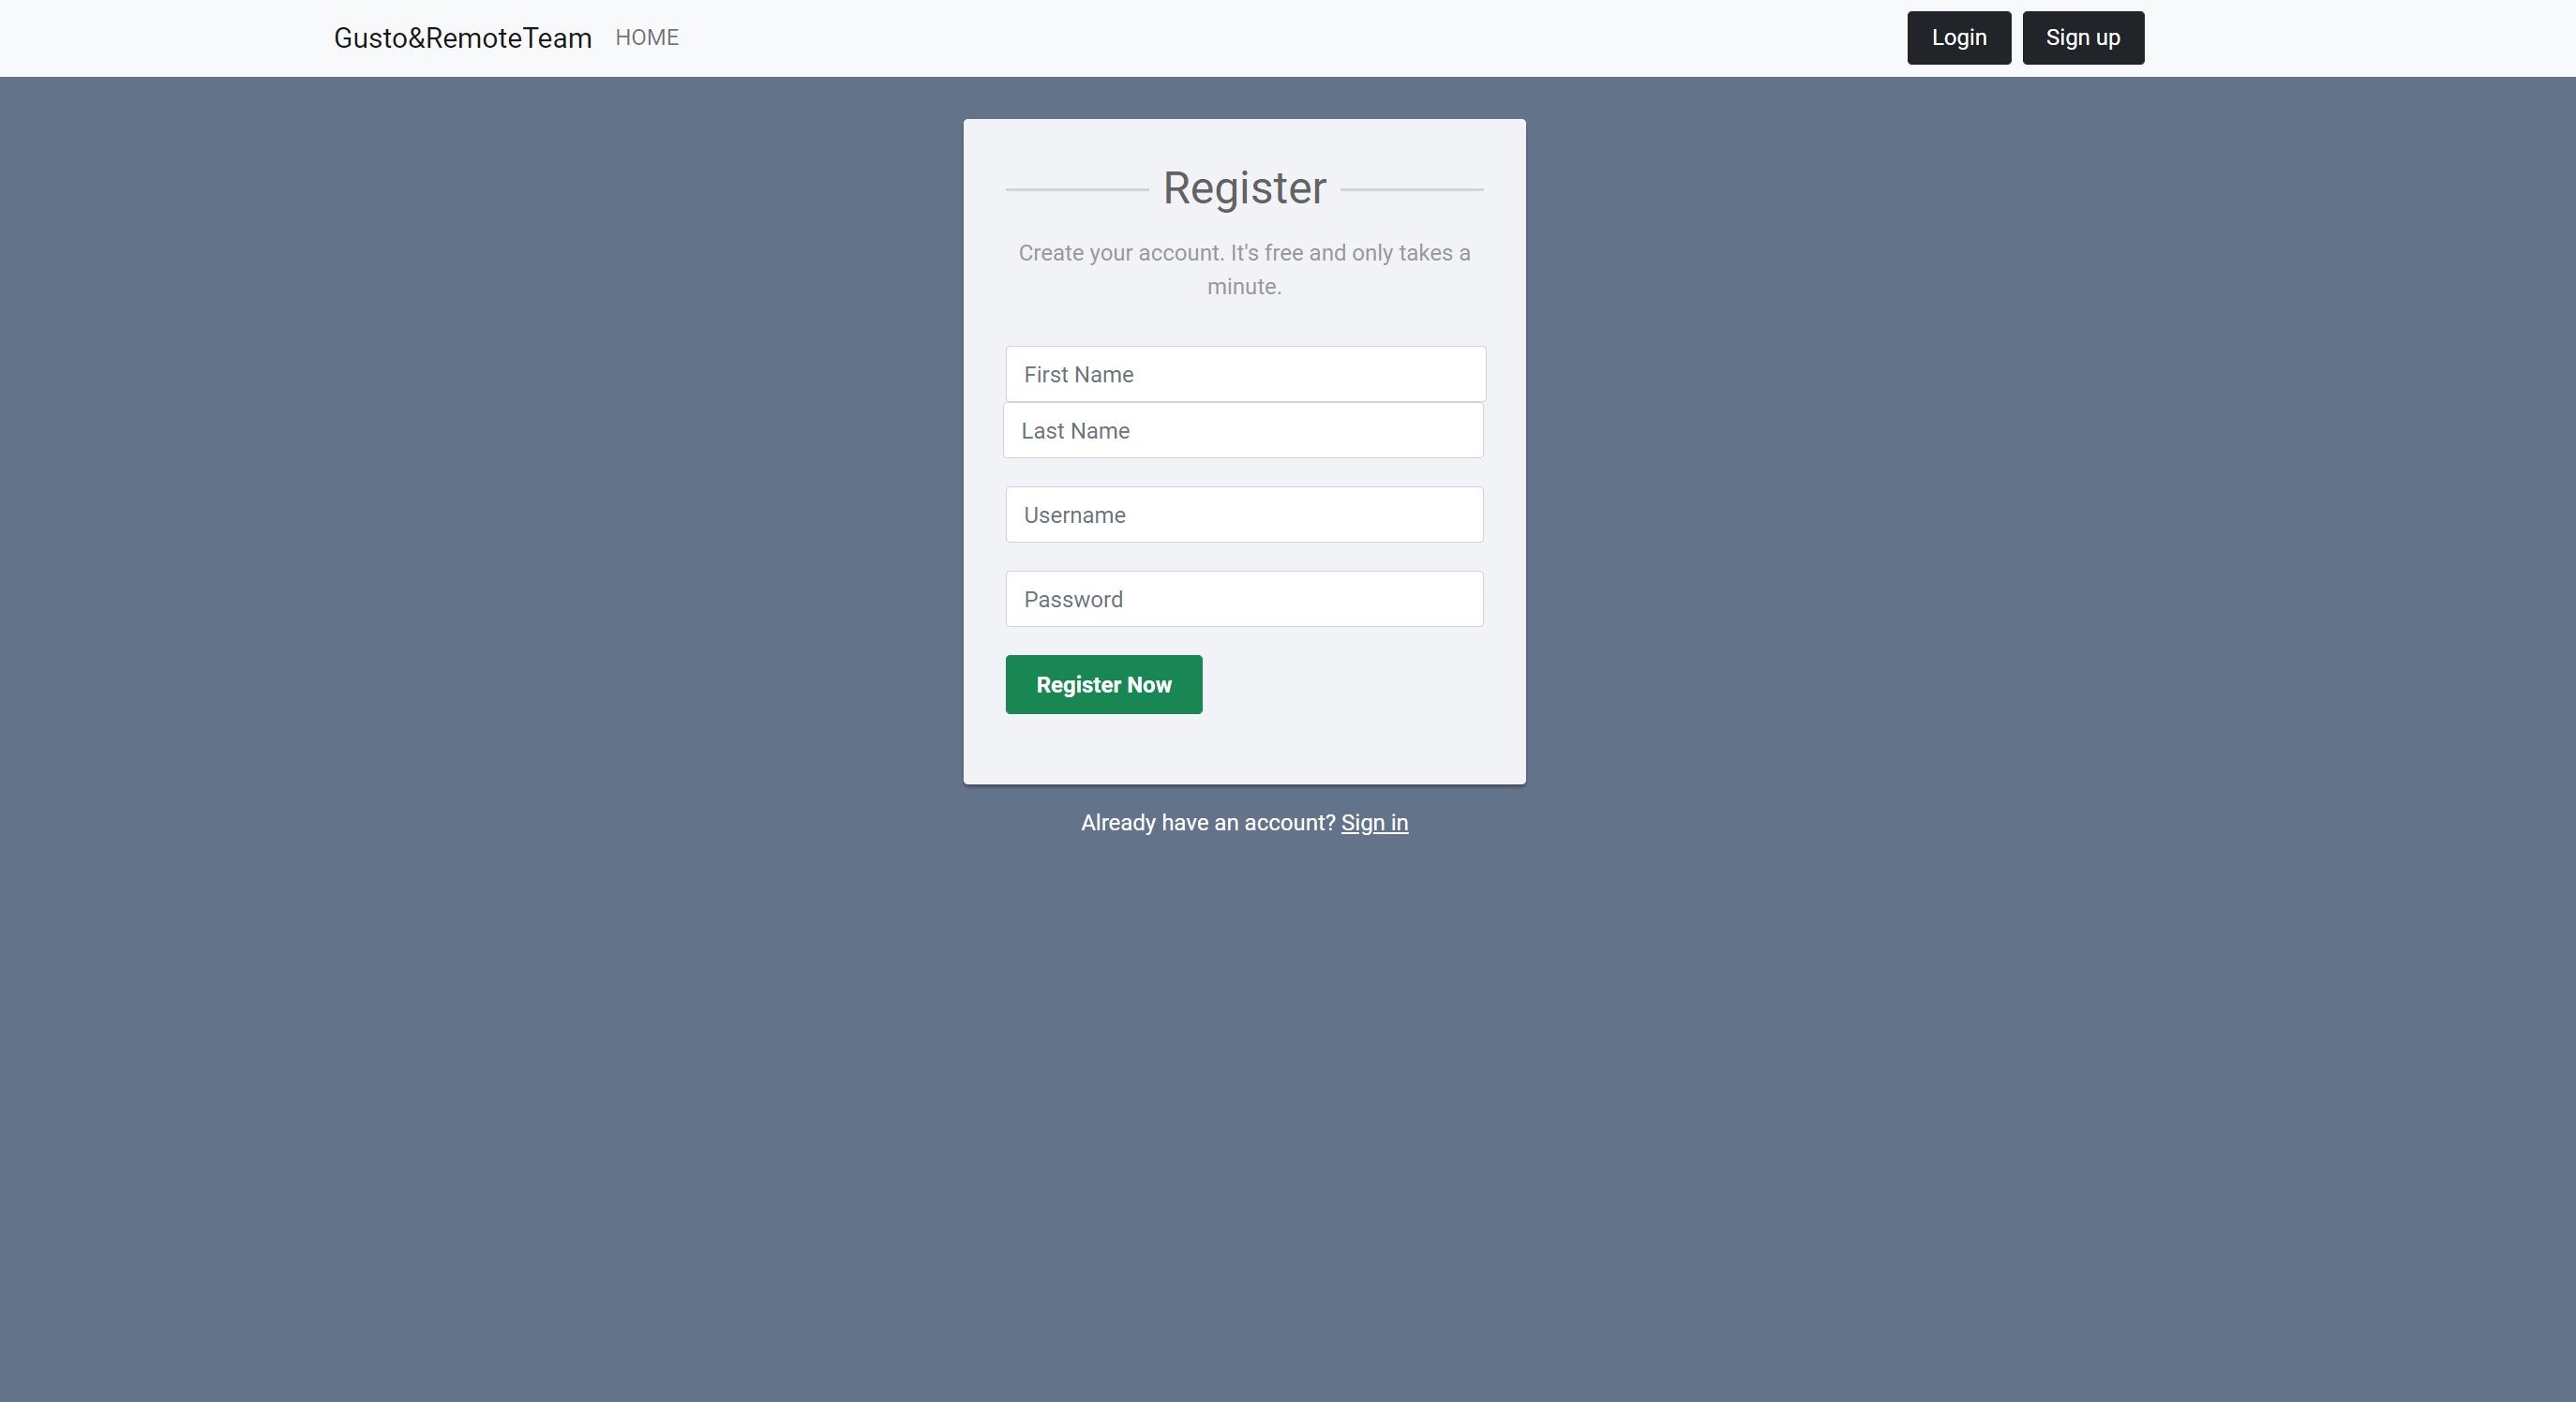 Gusto&RemoteTeam HOME Login Sign up
Register
Create your account. It's free and only takes a
minute.
First Name
Last Name
Username
Password
Register Now
Already have an account? Sign in